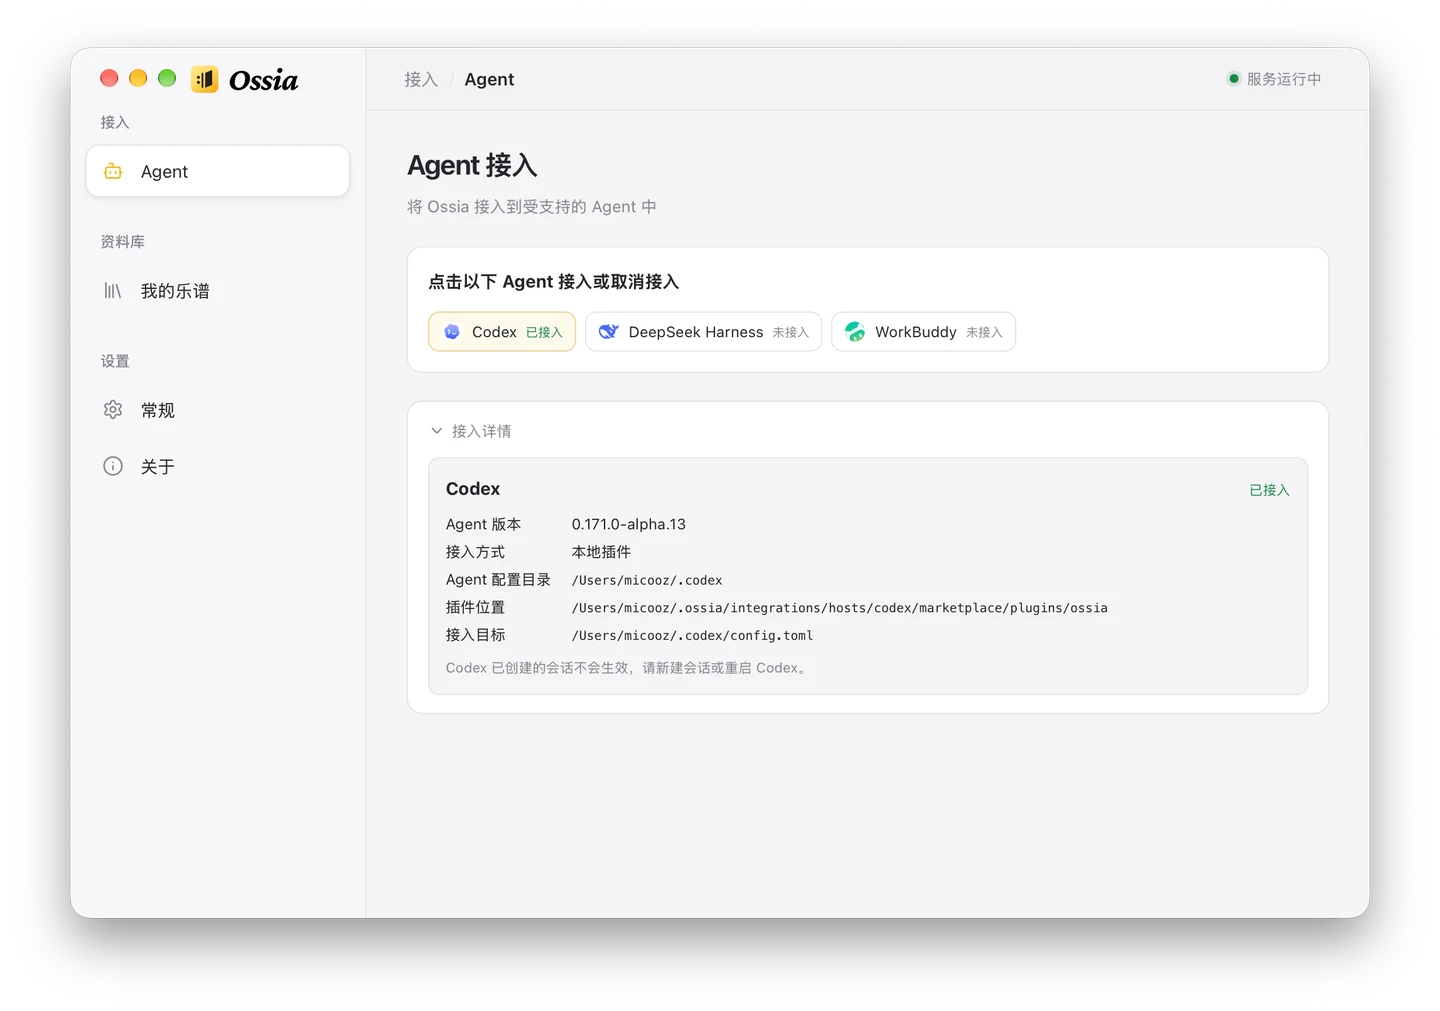 Ossia
接入
Agent
资料库
我的乐谱
设置
常规
关于
接入 / Agent
服务运行中
Agent 接入
将 Ossia 接入到受支持的 Agent 中
点击以下 Agent 接入或取消接入
Codex 已接入
DeepSeek Harness 未接入
WorkBuddy 未接入
接入详情
Codex
已接入
Agent 版本 0.171.0-alpha.13
接入方式 本地插件
Agent 配置目录 /Users/micooz/.codex
插件位置 /Users/micooz/.ossia/integrations/hosts/codex/marketplace/plugins/ossia
接入目标 /Users/micooz/.codex/config.toml
Codex 已创建的会话不会生效，请新建会话或重启 Codex。